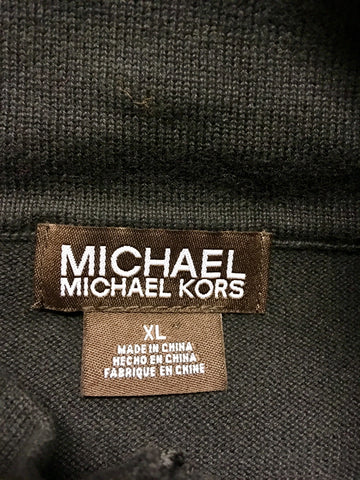 MICHAEL
MICHAEL KORS
XL
MADE IN CHINA
HECHO EN CHINA
FABRIQUE EN CHINE